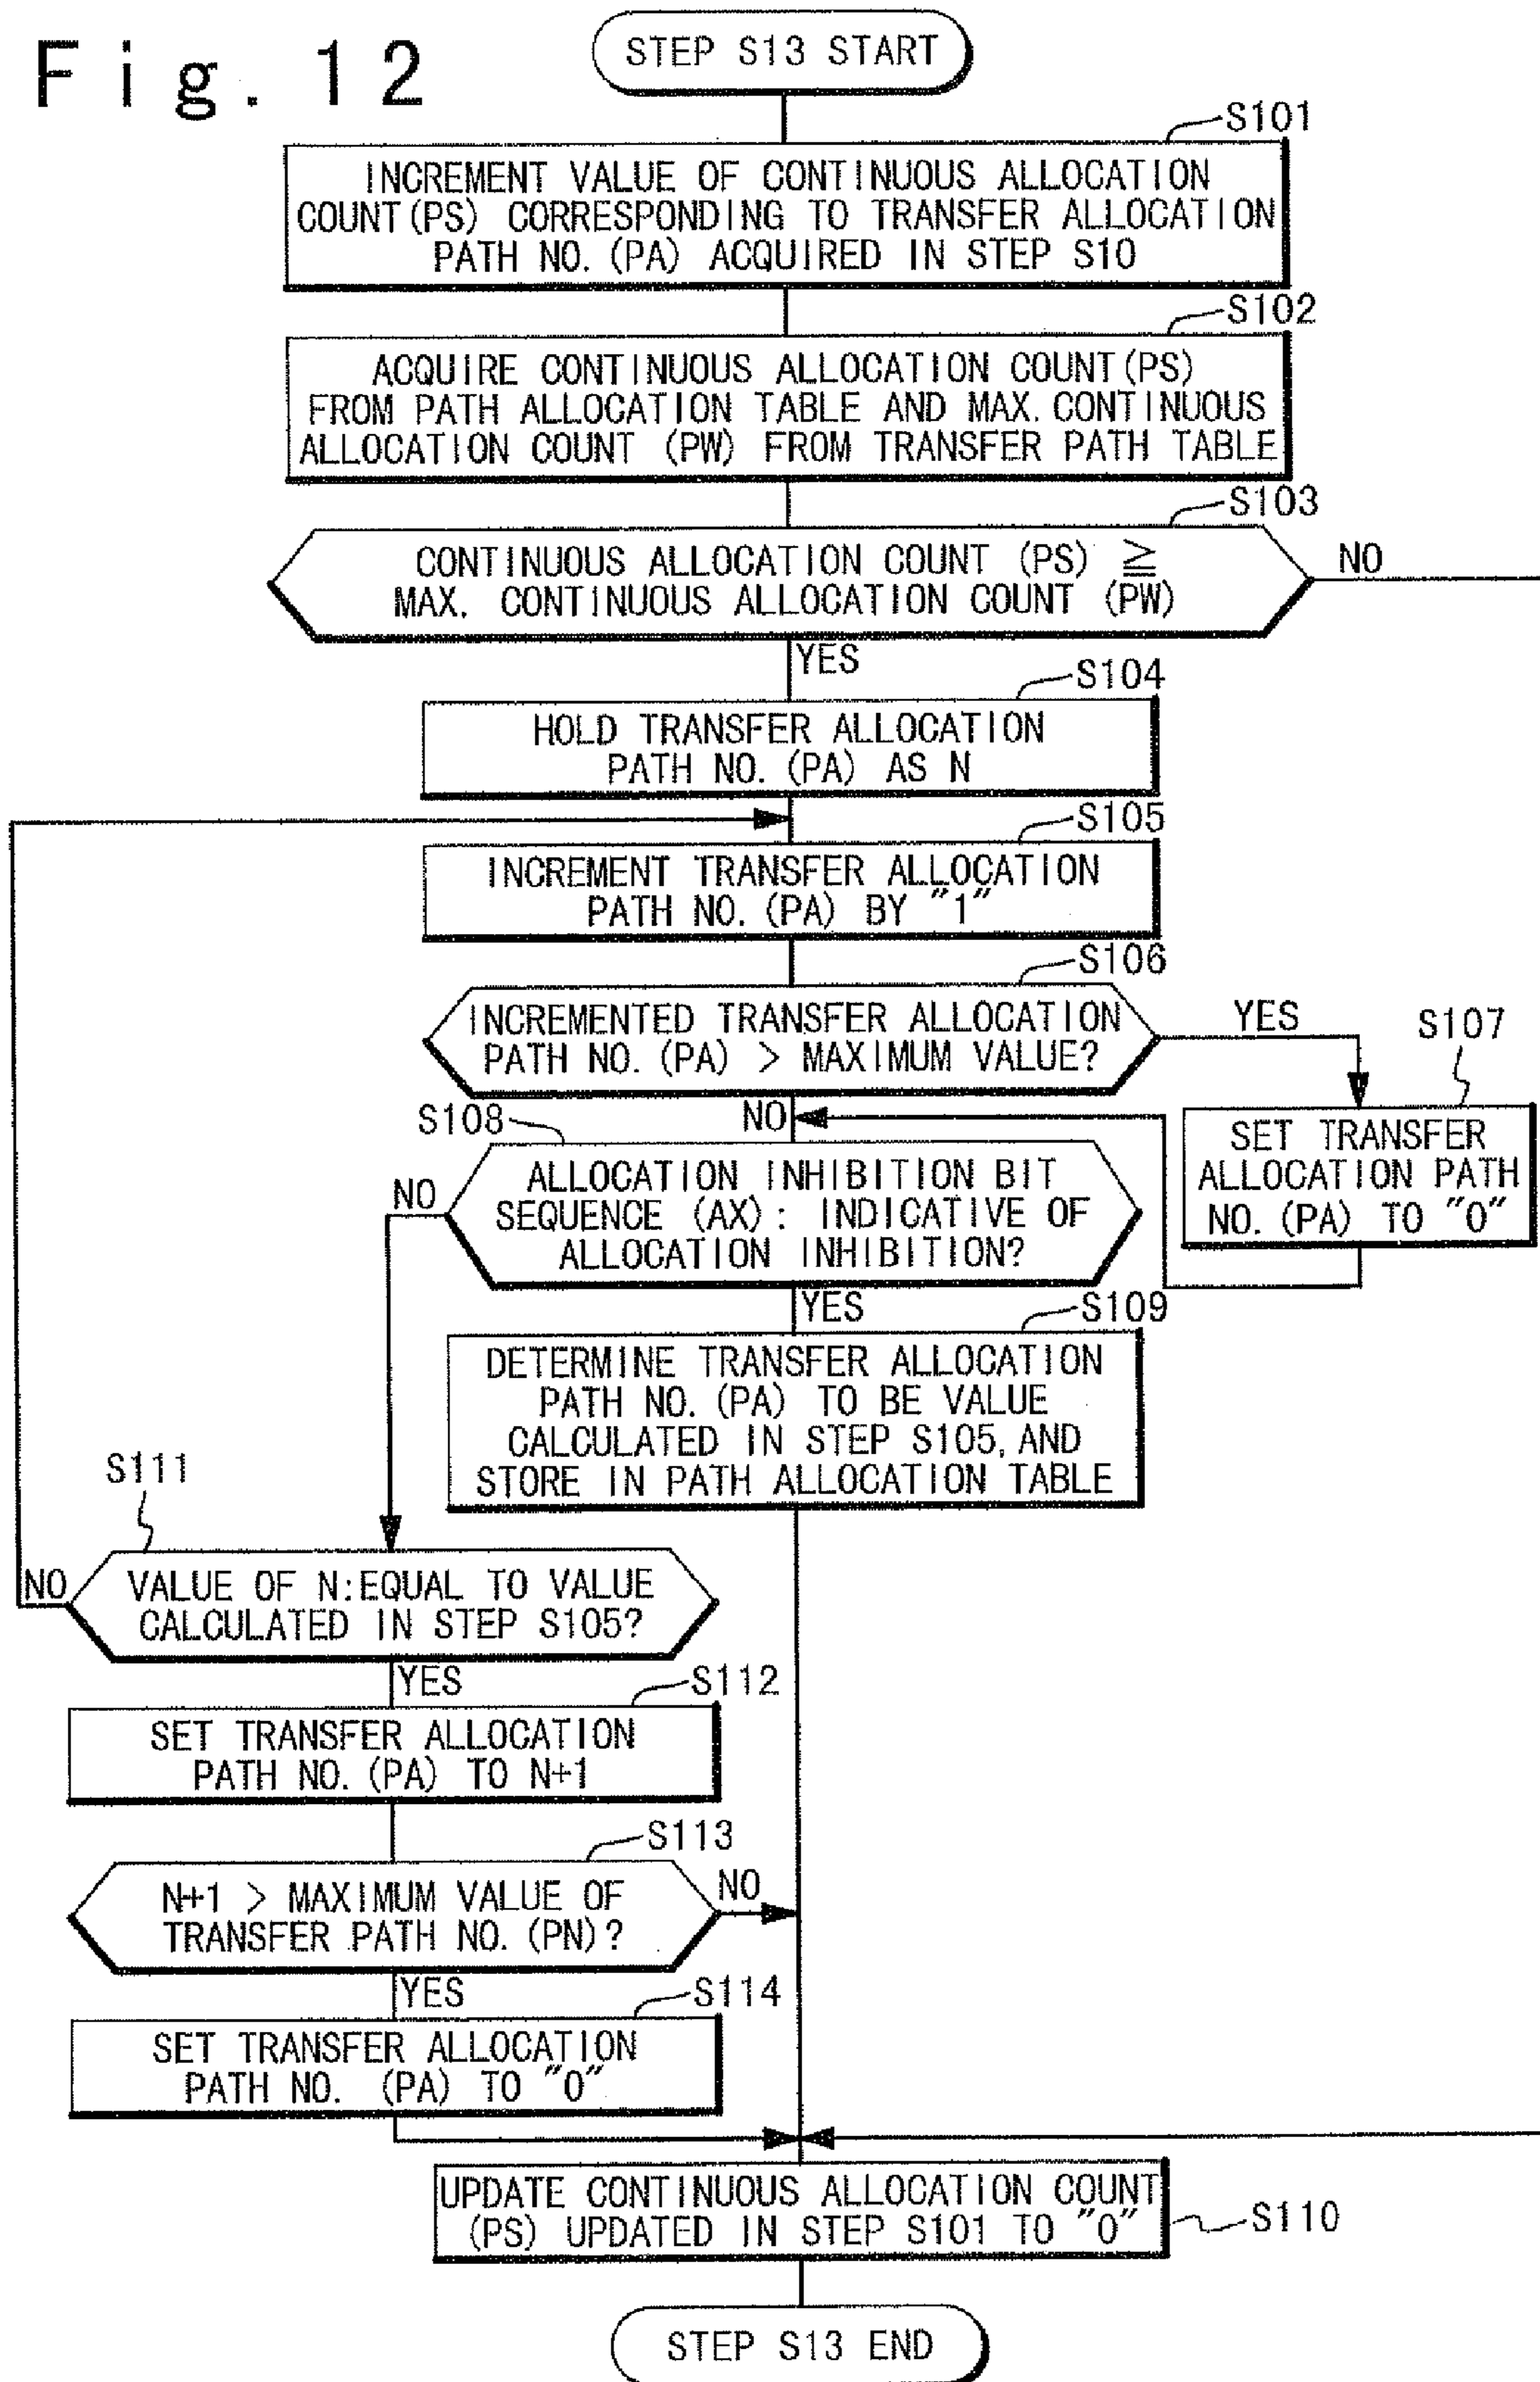 Fig. 12
STEP S13 START
S101
INCREMENT VALUE OF CONTINUOUS ALLOCATION
COUNT(PS) CORRESPONDING TO TRANSFER ALLOCATION
PATH NO. (PA) ACQUIRED IN STEP S10
S102
ACQUIRE CONTINUOUS ALLOCATION COUNT(PS)
FROM PATH ALLOCATION TABLE AND MAX. CONTINUOUS
ALLOCATION COUNT (PW) FROM TRANSFER PATH TABLE
S103
CONTINUOUS ALLOCATION COUNT (PS) ≧
MAX. CONTINUOUS ALLOCATION COUNT (PW)
NO
YES
S104
HOLD TRANSFER ALLOCATION
PATH NO. (PA) AS N
S105
INCREMENT TRANSFER ALLOCATION
PATH NO. (PA) BY "1"
S106
INCREMENTED TRANSFER ALLOCATION
PATH NO. (PA) > MAXIMUM VALUE?
YES
S107
SET TRANSFER
ALLOCATION PATH
NO. (PA) TO "0"
NO
S108
ALLOCATION INHIBITION BIT
SEQUENCE (AX): INDICATIVE OF
ALLOCATION INHIBITION?
NO
YES
S109
DETERMINE TRANSFER ALLOCATION
PATH NO. (PA) TO BE VALUE
CALCULATED IN STEP S105, AND
STORE IN PATH ALLOCATION TABLE
S111
NO
VALUE OF N:EQUAL TO VALUE
CALCULATED IN STEP S105?
YES
S112
SET TRANSFER ALLOCATION
PATH NO. (PA) TO N+1
S113
N+1 > MAXIMUM VALUE OF
TRANSFER PATH NO. (PN)?
NO
YES
S114
SET TRANSFER ALLOCATION
PATH NO. (PA) TO "0"
UPDATE CONTINUOUS ALLOCATION COUNT
(PS) UPDATED IN STEP S101 TO "0"
S110
STEP S13 END